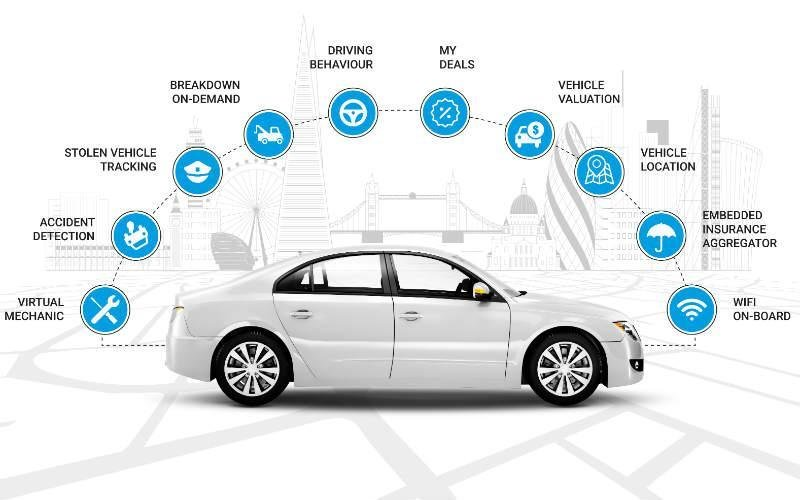 DRIVING
BEHAVIOUR
MY
DEALS
BREAKDOWN
ON-DEMAND
VEHICLE
VALUATION
STOLEN VEHICLE
TRACKING
VEHICLE
LOCATION
ACCIDENT
DETECTION
EMBEDDED
INSURANCE
AGGREGATOR
VIRTUAL
MECHANIC
WIFI
ON-BOARD
$
%